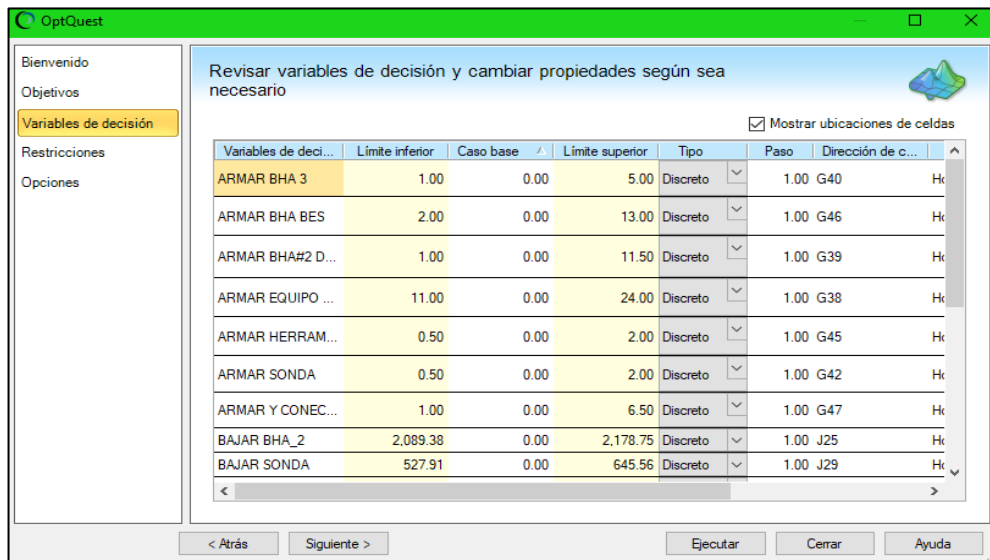 OptQuest
Bienvenido
Objetivos
Variables de decisión
Restricciones
Opciones
Revisar variables de decisión y cambiar propiedades según sea
necesario
Mostrar ubicaciones de celdas
Variables de deci... Límite inferior Caso base Límite superior Tipo Paso Dirección de c...
ARMAR BHA 3 1.00 0.00 5.00 Discreto 1.00 G40
ARMAR BHA BES 2.00 0.00 13.00 Discreto 1.00 G46
ARMAR BHA#2 D... 1.00 0.00 11.50 Discreto 1.00 G39
ARMAR EQUIPO ... 11.00 0.00 24.00 Discreto 1.00 G38
ARMAR HERRAM... 0.50 0.00 2.00 Discreto 1.00 G45
ARMAR SONDA 0.50 0.00 2.00 Discreto 1.00 G42
ARMAR Y CONEC... 1.00 0.00 6.50 Discreto 1.00 G47
BAJAR BHA_2 2,089.38 0.00 2,178.75 Discreto 1.00 J25
BAJAR SONDA 527.91 0.00 645.56 Discreto 1.00 J29
< Atrás Siguiente > Ejecutar Cerrar Ayuda